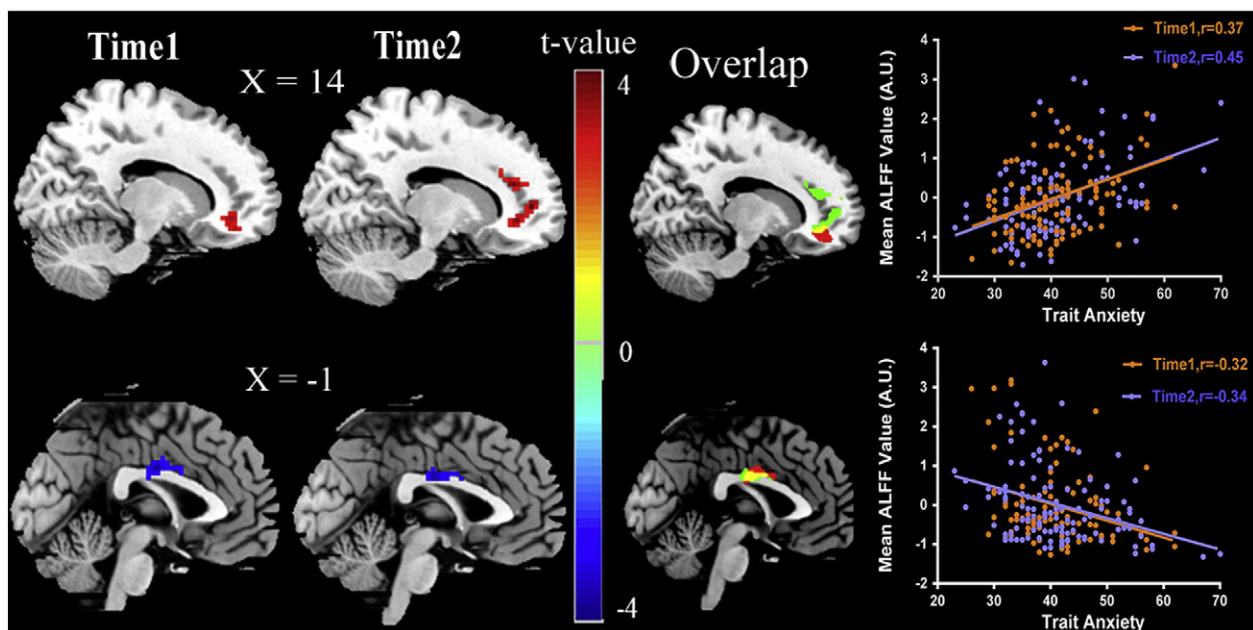 Time1
Time2
t-value
X = 14
4
0
-4
Overlap
X = -1
Time1,r=0.37
Time2,r=0.45
Mean ALFF Value (A.U.)
4
3
2
1
0
-1
-2
20 30 40 50 60 70
Trait Anxiety
Time1,r=-0.32
Time2,r=-0.34
Mean ALFF Value (A.U.)
4
3
2
1
0
-1
-2
20 30 40 50 60 70
Trait Anxiety